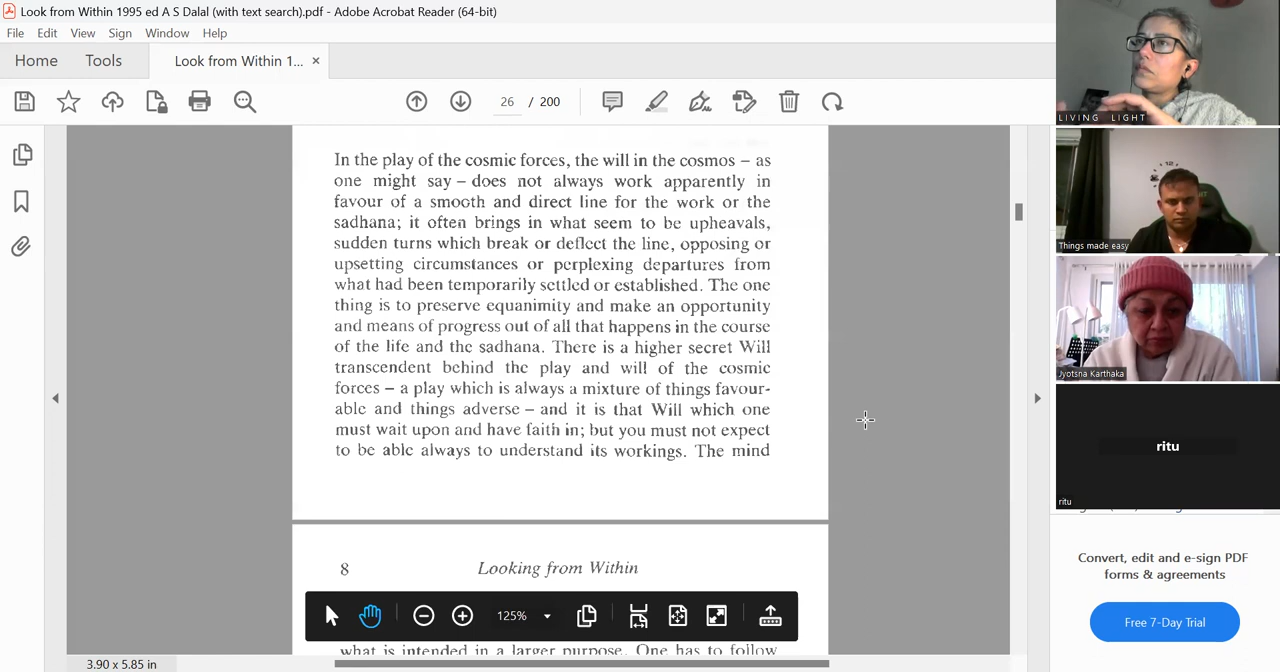 Look from Within 1995 ed A S Dalal (with text search).pdf - Adobe Acrobat Reader (64-bit)
File Edit View Sign Window Help
Home Tools Look from Within 1... ×
26 / 200
In the play of the cosmic forces, the will in the cosmos – as
one might say – does not always work apparently in
favour of a smooth and direct line for the work or the
sadhana; it often brings in what seem to be upheavals,
sudden turns which break or deflect the line, opposing or
upsetting circumstances or perplexing departures from
what had been temporarily settled or established. The one
thing is to preserve equanimity and make an opportunity
and means of progress out of all that happens in the course
of the life and the sadhana. There is a higher secret Will
transcendent behind the play and will of the cosmic
forces – a play which is always a mixture of things favour-
able and things adverse – and it is that Will which one
must wait upon and have faith in; but you must not expect
to be able always to understand its workings. The mind
8 Looking from Within
125%
what is intended in a larger purpose. One has to follow
3.90 x 5.85 in
LIVING LIGHT
Things made easy
Jyotsna Karthaka
ritu
ritu
Convert, edit and e-sign PDF
forms & agreements
Free 7-Day Trial